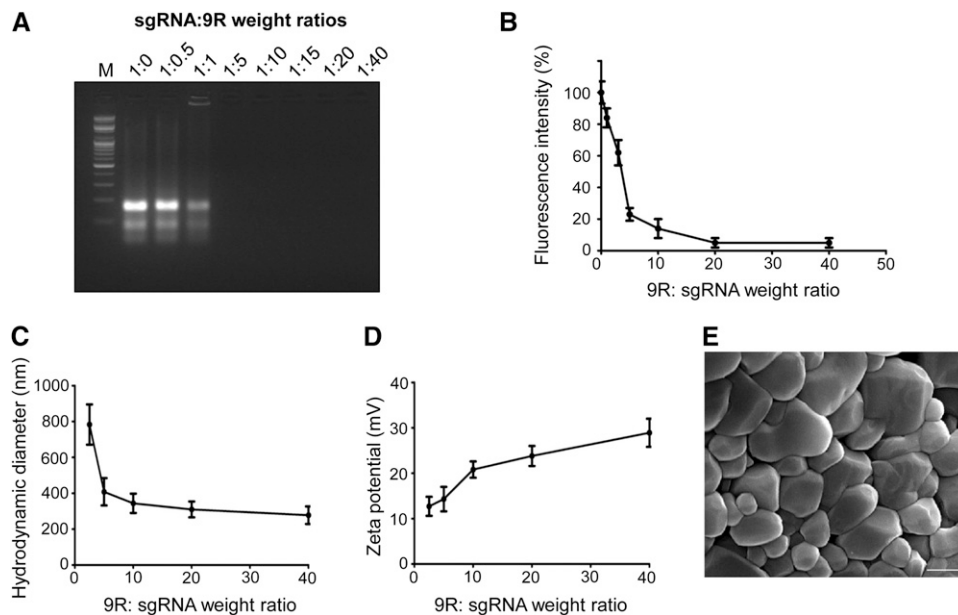 A
sgRNA:9R weight ratios
M 1:0 1:0.5 1:1 1:5 1:10 1:15 1:20 1:40
B
Fluorescence intensity (%)
100
80
60
40
20
0
0 10 20 30 40 50
9R: sgRNA weight ratio
C
Hydrodynamic diameter (nm)
1000
800
600
400
200
0
0 10 20 30 40
9R: sgRNA weight ratio
D
Zeta potential (mV)
40
30
20
10
0
0 10 20 30 40
9R: sgRNA weight ratio
E